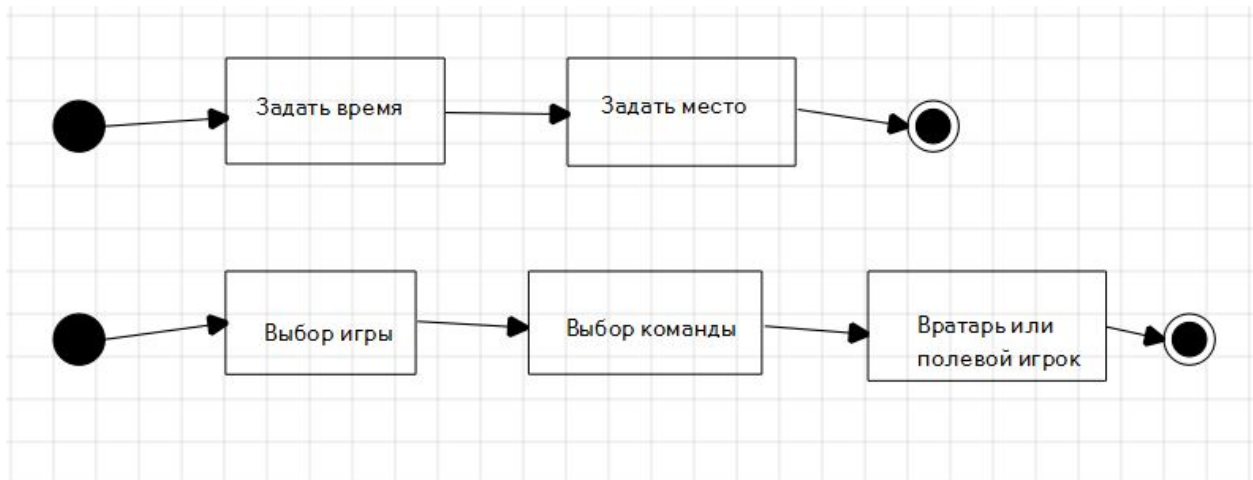 Задать время
Задать место
Выбор игры
Выбор команды
Вратарь или
полевой игрок